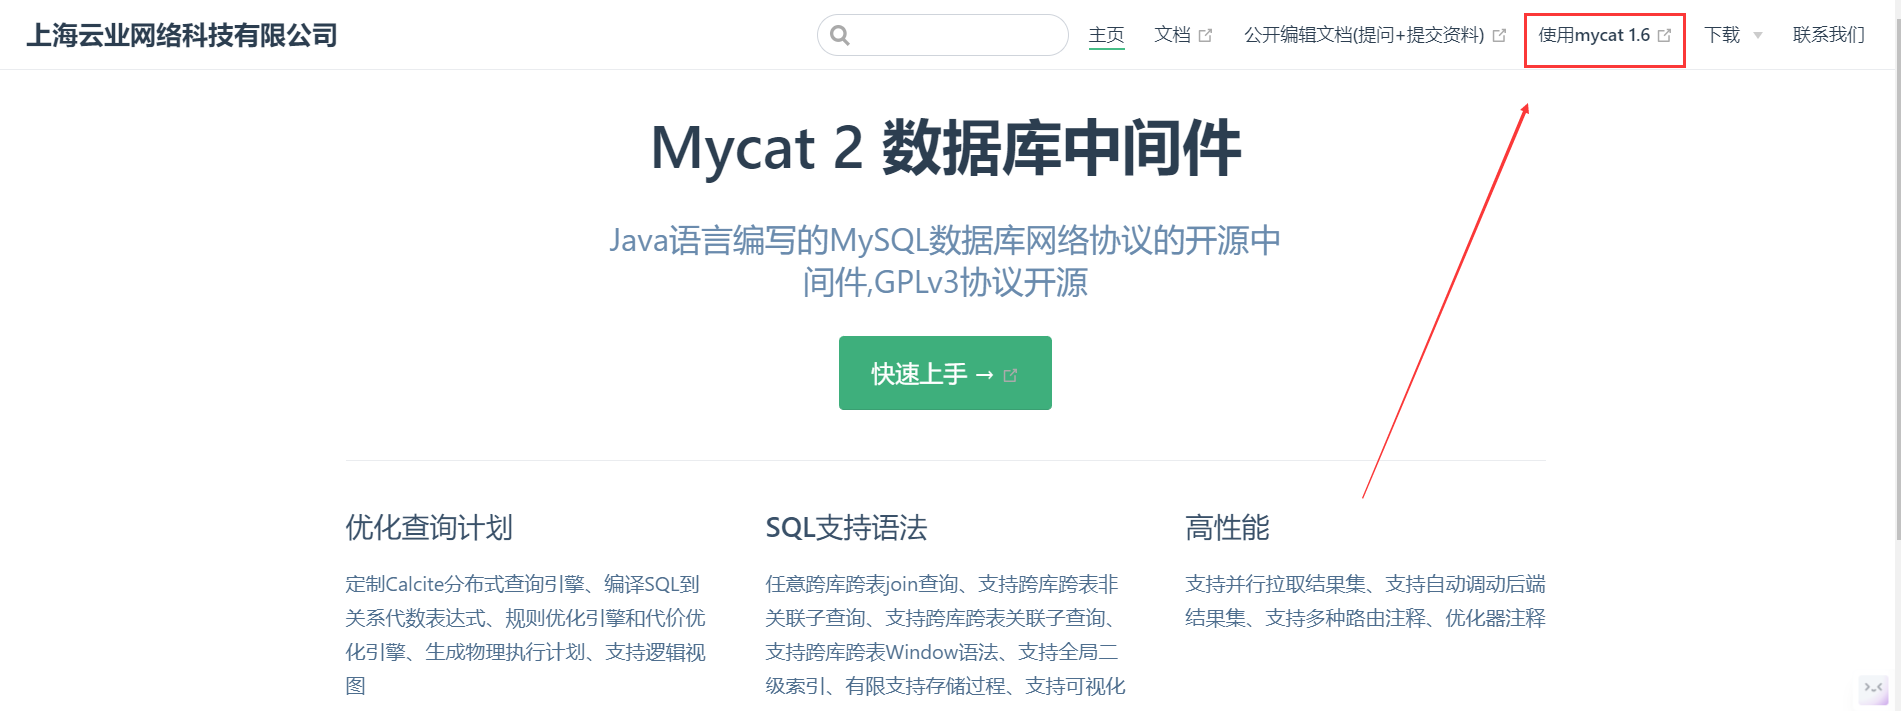 上海云业网络科技有限公司
主页 文档 公开编辑文档(提问+提交资料) 使用mycat 1.6 下载 联系我们
Mycat 2 数据库中间件
Java语言编写的MySQL数据库网络协议的开源中
间件,GPLv3协议开源
快速上手 →
优化查询计划
定制Calcite分布式查询引擎、编译SQL到
关系代数表达式、规则优化引擎和代价优
化引擎、生成物理执行计划、支持逻辑视
图
SQL支持语法
任意跨库跨表join查询、支持跨库跨表非
关联子查询、支持跨库跨表关联子查询、
支持跨库跨表Window语法、支持全局二
级索引、有限支持存储过程、支持可视化
高性能
支持并行拉取结果集、支持自动调动后端
结果集、支持多种路由注释、优化器注释